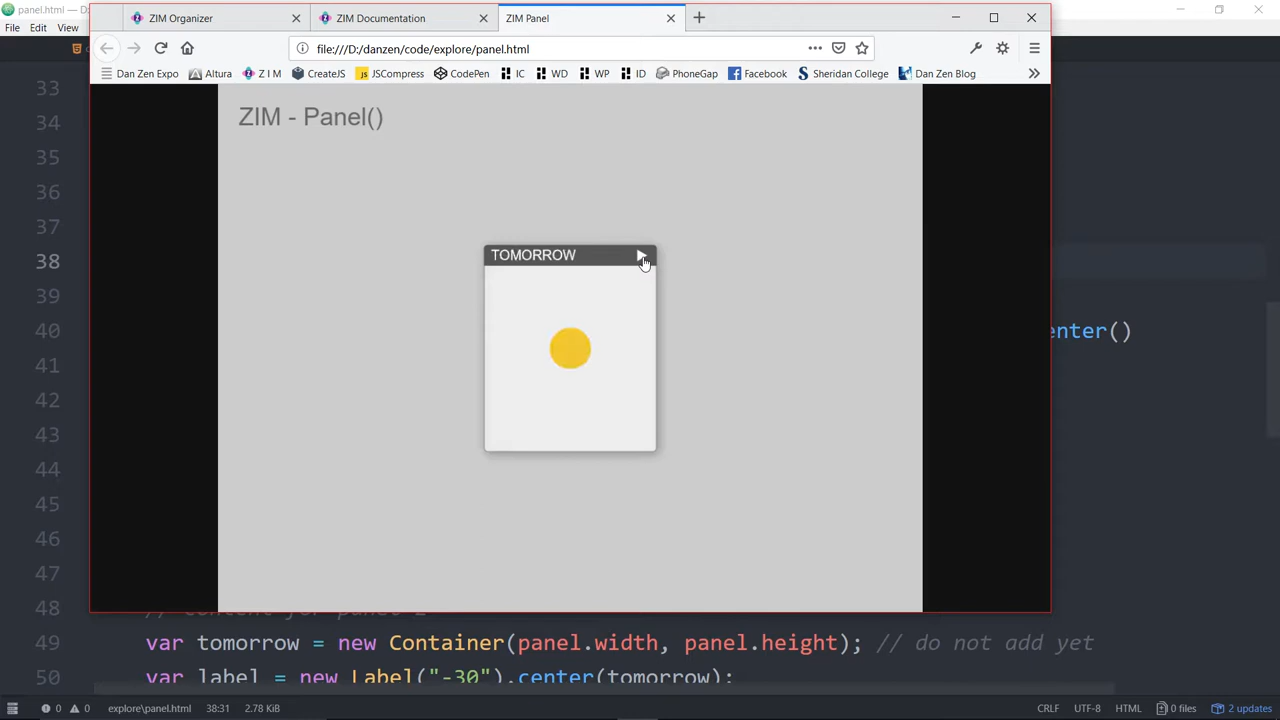 panel.html
File Edit View
ZIM Organizer
ZIM Documentation
ZIM Panel
file:///D:/danzen/code/explore/panel.html
Dan Zen Expo
Altura
Z I M
CreateJS
JS JSCompress
CodePen
IC
WD
WP
ID
PhoneGap
Facebook
Sheridan College
Dan Zen Blog
ZIM - Panel()
TOMORROW
33
34
35
36
37
38
39
40 enter()
41
42
43
44
45
46
47
48
49 var tomorrow = new Container(panel.width, panel.height); // do not add yet
50 var label = new Label("-30").center(tomorrow);
0 0 explore\panel.html 38:31 2.78 KiB CRLF UTF-8 HTML 0 files 2 updates